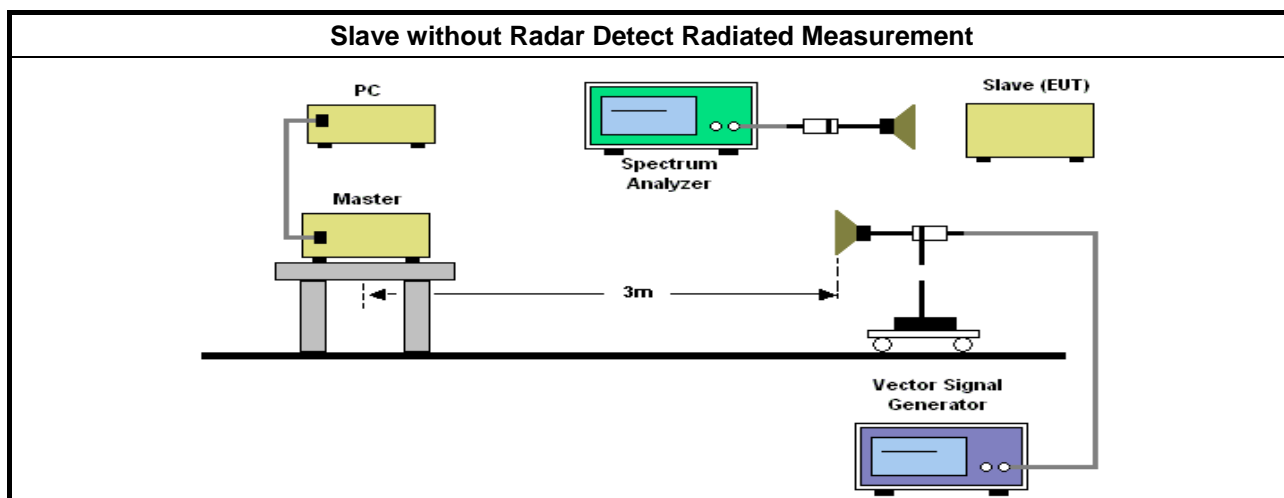 Slave without Radar Detect Radiated Measurement
PC
Slave (EUT)
Spectrum
Analyzer
Master
3m
Vector Signal
Generator